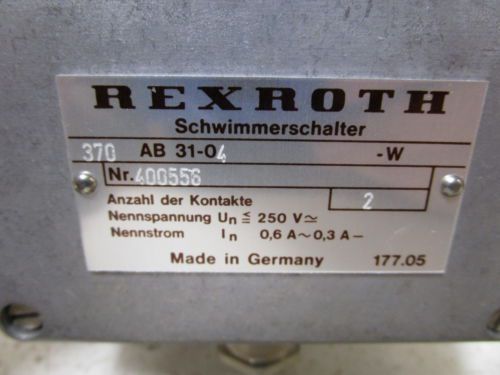 REXROTH
Schwimmerschalter
370 AB 31-04 -W
Nr. 400556
Anzahl der Kontakte 2
Nennspannung Un ≦ 250 V≃
Nennstrom In 0,6 A~0,3 A–
Made in Germany 177.05